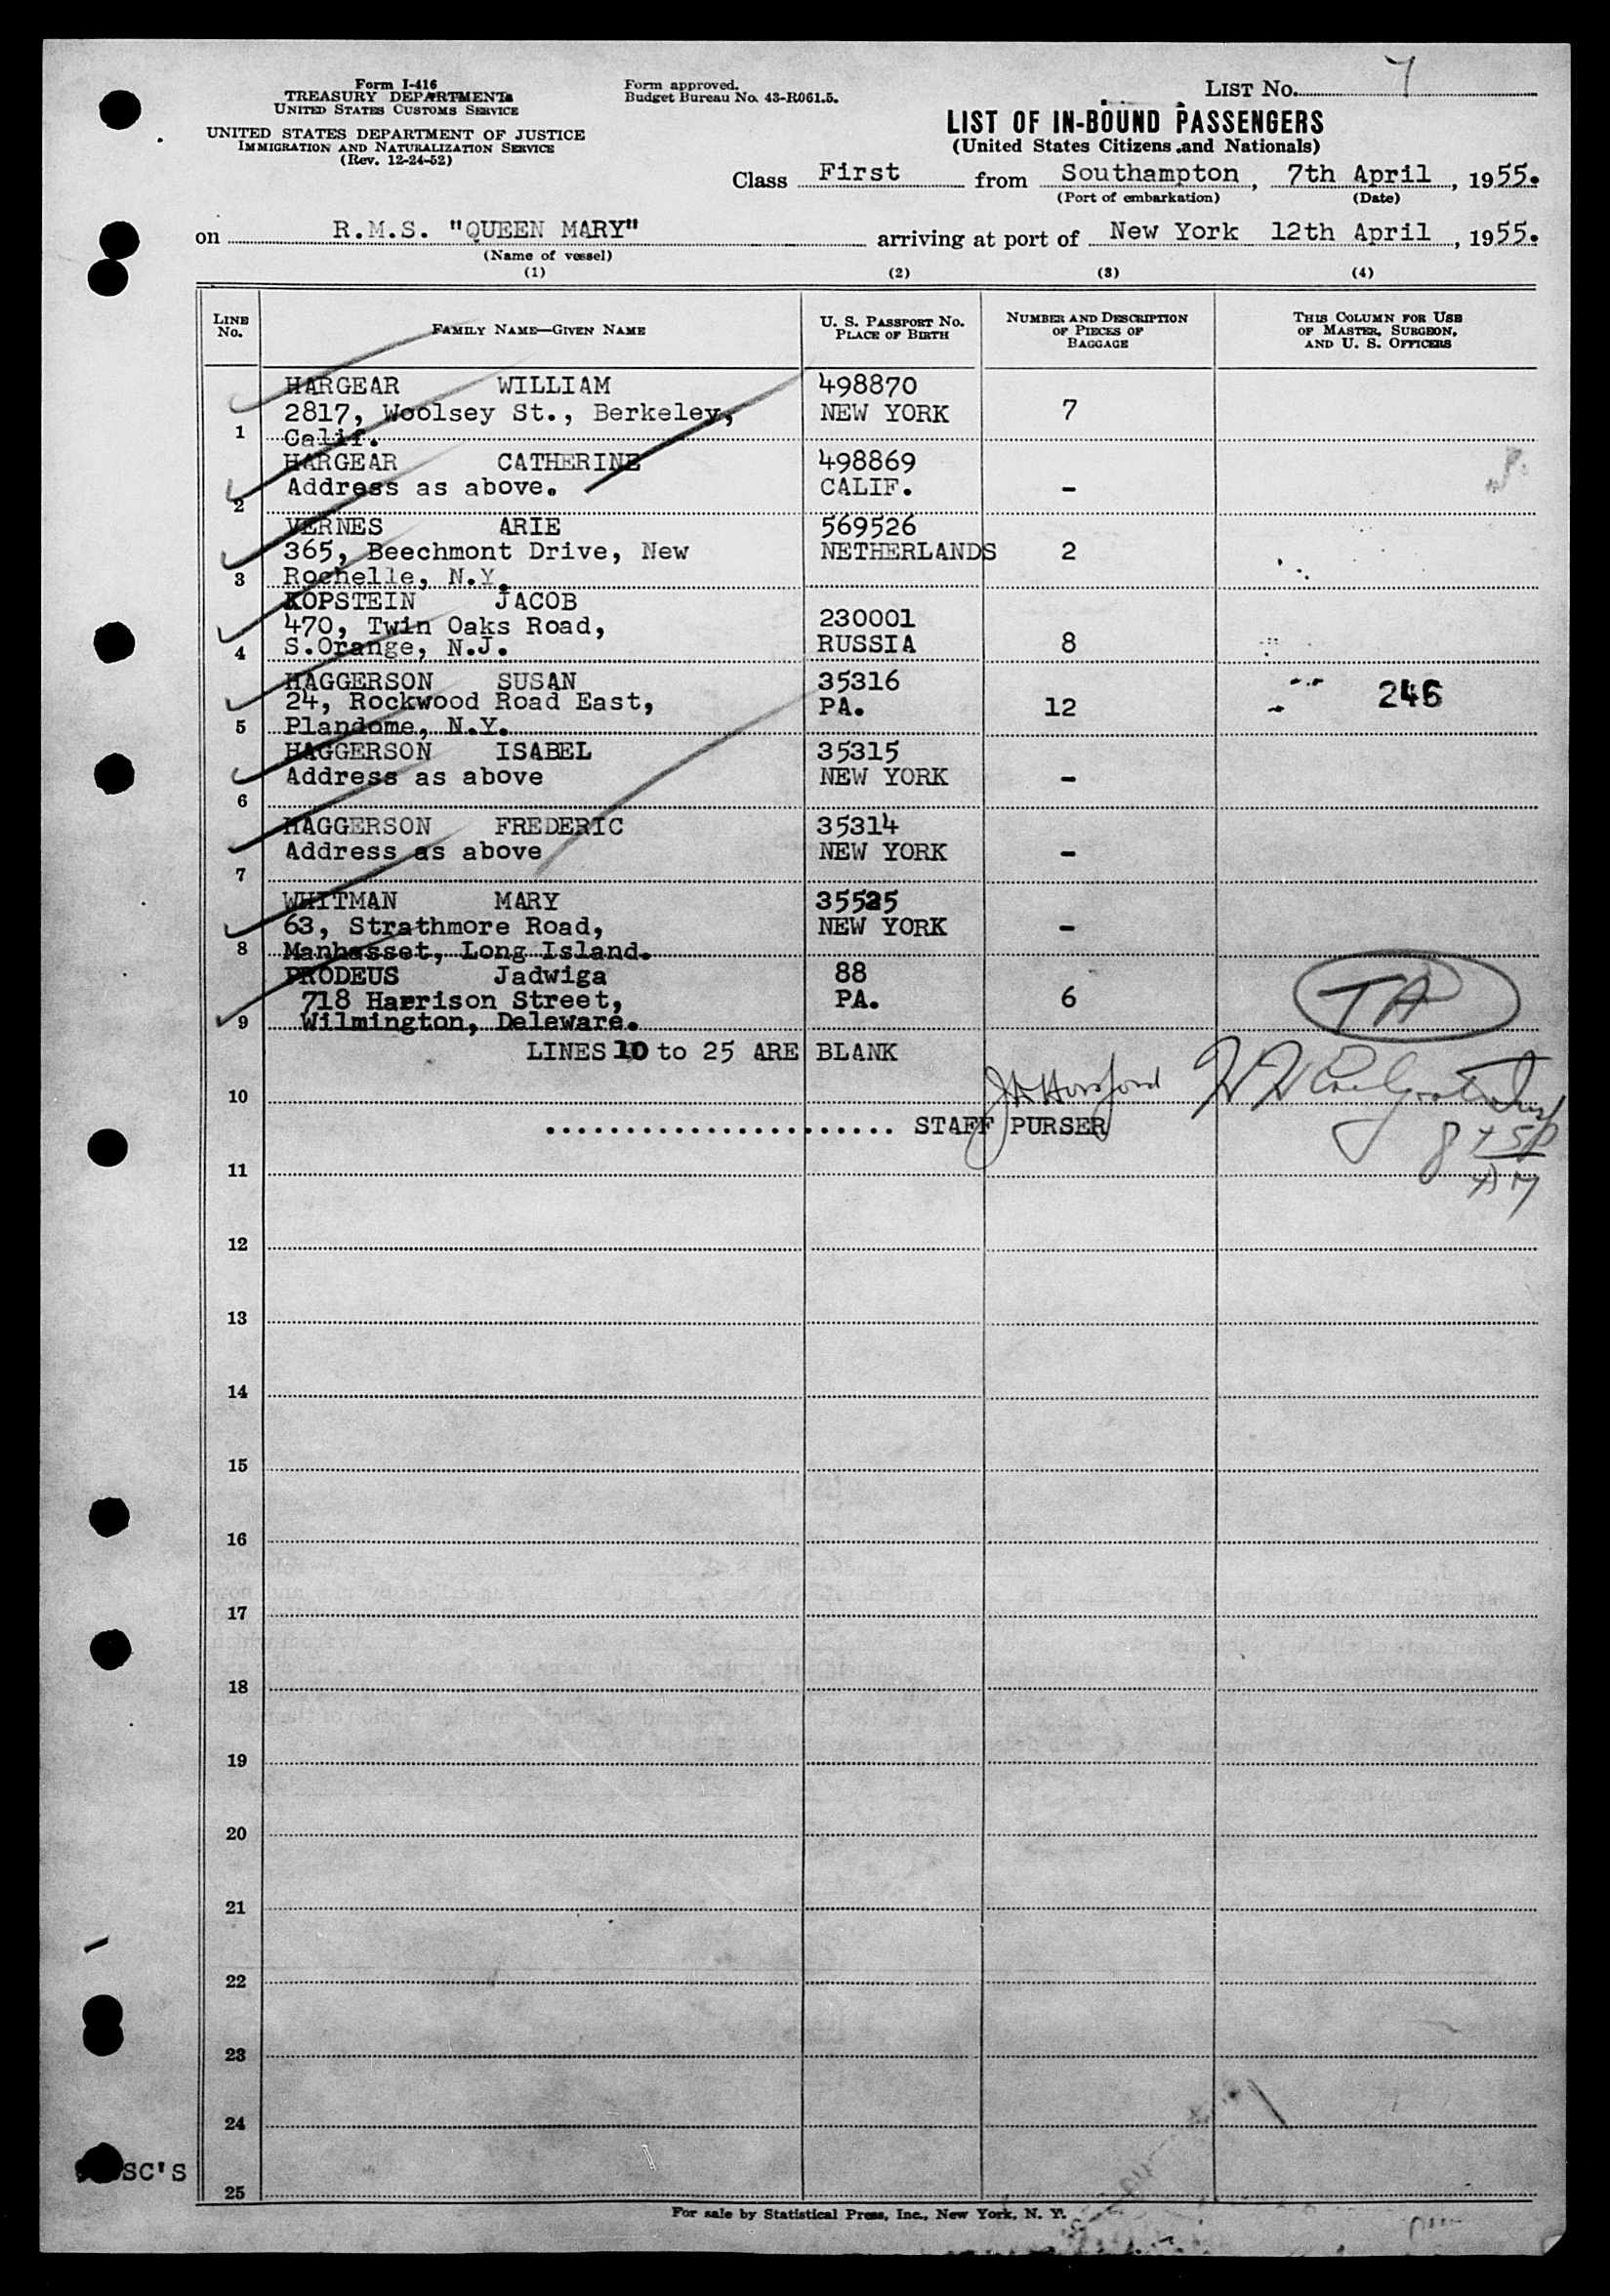 Form I-416
TREASURY DEPARTMENT
UNITED STATES CUSTOMS SERVICE
UNITED STATES DEPARTMENT OF JUSTICE
IMMIGRATION AND NATURALIZATION SERVICE
(Rev. 12-24-52)
Form approved.
Budget Bureau No. 43-R061.5.
LIST No. 7
LIST OF IN-BOUND PASSENGERS
(United States Citizens and Nationals)
Class First from Southampton, 7th April, 1955.
(Port of embarkation) (Date)
on R.M.S. "QUEEN MARY" arriving at port of New York 12th April, 1955.
(Name of vessel)
(1) (2) (3) (4)
LINE No. FAMILY NAME—GIVEN NAME U. S. PASSPORT No. PLACE OF BIRTH NUMBER AND DESCRIPTION OF PIECES OF BAGGAGE THIS COLUMN FOR USE OF MASTER, SURGEON, AND U. S. OFFICERS
HARGEAR WILLIAM 498870
2817, Woolsey St., Berkeley, NEW YORK 7
1 Calif.
HARGEAR CATHERINE 498869
Address as above. CALIF. -
2
VERNES ARIE 569526
365, Beechmont Drive, New NETHERLANDS 2
3 Rochelle, N.Y.
KOPSTEIN JACOB
470, Twin Oaks Road, 230001
4 S.Orange, N.J. RUSSIA 8
HAGGERSON SUSAN 35316 246
24, Rockwood Road East, PA. 12
5 Plandome, N.Y.
HAGGERSON ISABEL 35315
Address as above NEW YORK -
6
HAGGERSON FREDERIC 35314
Address as above NEW YORK -
7
WHITMAN MARY 35525
63, Strathmore Road, NEW YORK -
8 Manhasset, Long Island.
PRODEUS Jadwiga 88
718 Harrison Street, PA. 6 TA
9 Wilmington, Deleware.
LINES 10 to 25 ARE BLANK
10
...................... STAFF PURSER
11
12
13
14
15
16
17
18
19
20
21
22
23
24
SC'S
25
For sale by Statistical Press, Inc., New York, N. Y.